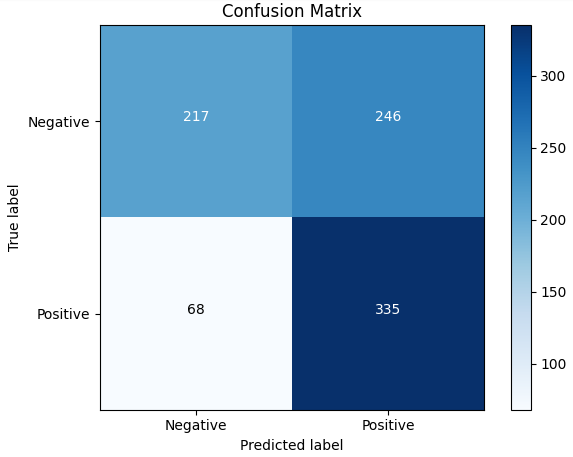 Confusion Matrix
Negative
217
246
300
250
200
150
100
True label
Positive
68
335
Negative
Positive
Predicted label